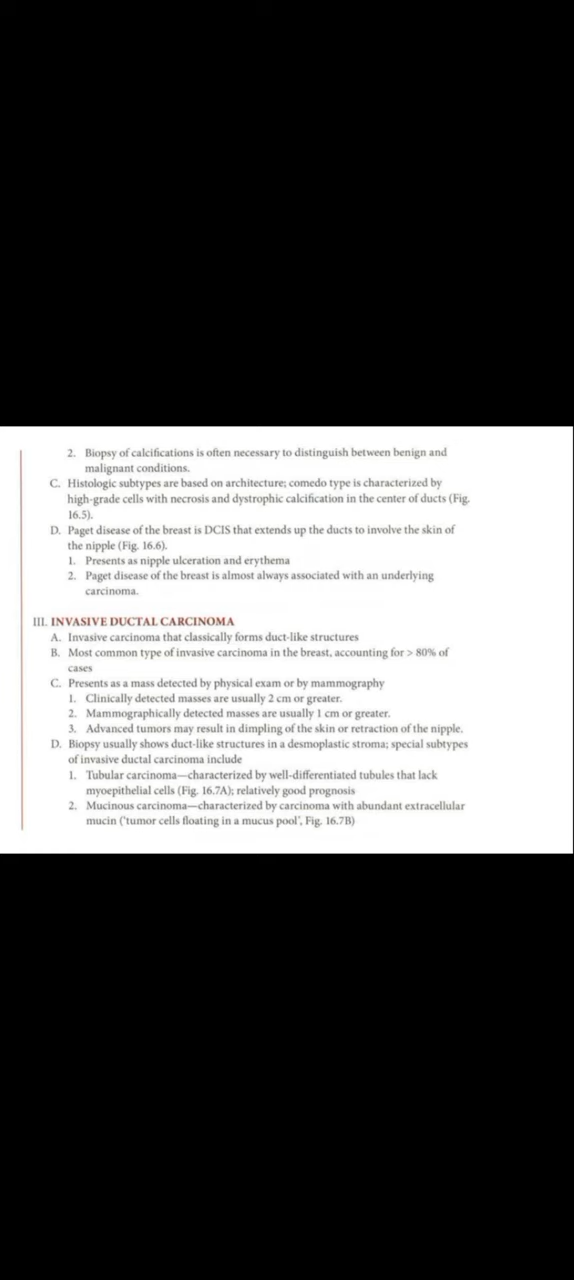 2. Biopsy of calcifications is often necessary to distinguish between benign and
malignant conditions.
C. Histologic subtypes are based on architecture; comedo type is characterized by
high-grade cells with necrosis and dystrophic calcification in the center of ducts (Fig.
16.5).
D. Paget disease of the breast is DCIS that extends up the ducts to involve the skin of
the nipple (Fig. 16.6).
1. Presents as nipple ulceration and erythema
2. Paget disease of the breast is almost always associated with an underlying
carcinoma.
III. INVASIVE DUCTAL CARCINOMA
A. Invasive carcinoma that classically forms duct-like structures
B. Most common type of invasive carcinoma in the breast, accounting for > 80% of
cases
C. Presents as a mass detected by physical exam or by mammography
1. Clinically detected masses are usually 2 cm or greater.
2. Mammographically detected masses are usually 1 cm or greater.
3. Advanced tumors may result in dimpling of the skin or retraction of the nipple.
D. Biopsy usually shows duct-like structures in a desmoplastic stroma; special subtypes
of invasive ductal carcinoma include
1. Tubular carcinoma—characterized by well-differentiated tubules that lack
myoepithelial cells (Fig. 16.7A); relatively good prognosis
2. Mucinous carcinoma—characterized by carcinoma with abundant extracellular
mucin ('tumor cells floating in a mucus pool', Fig. 16.7B)